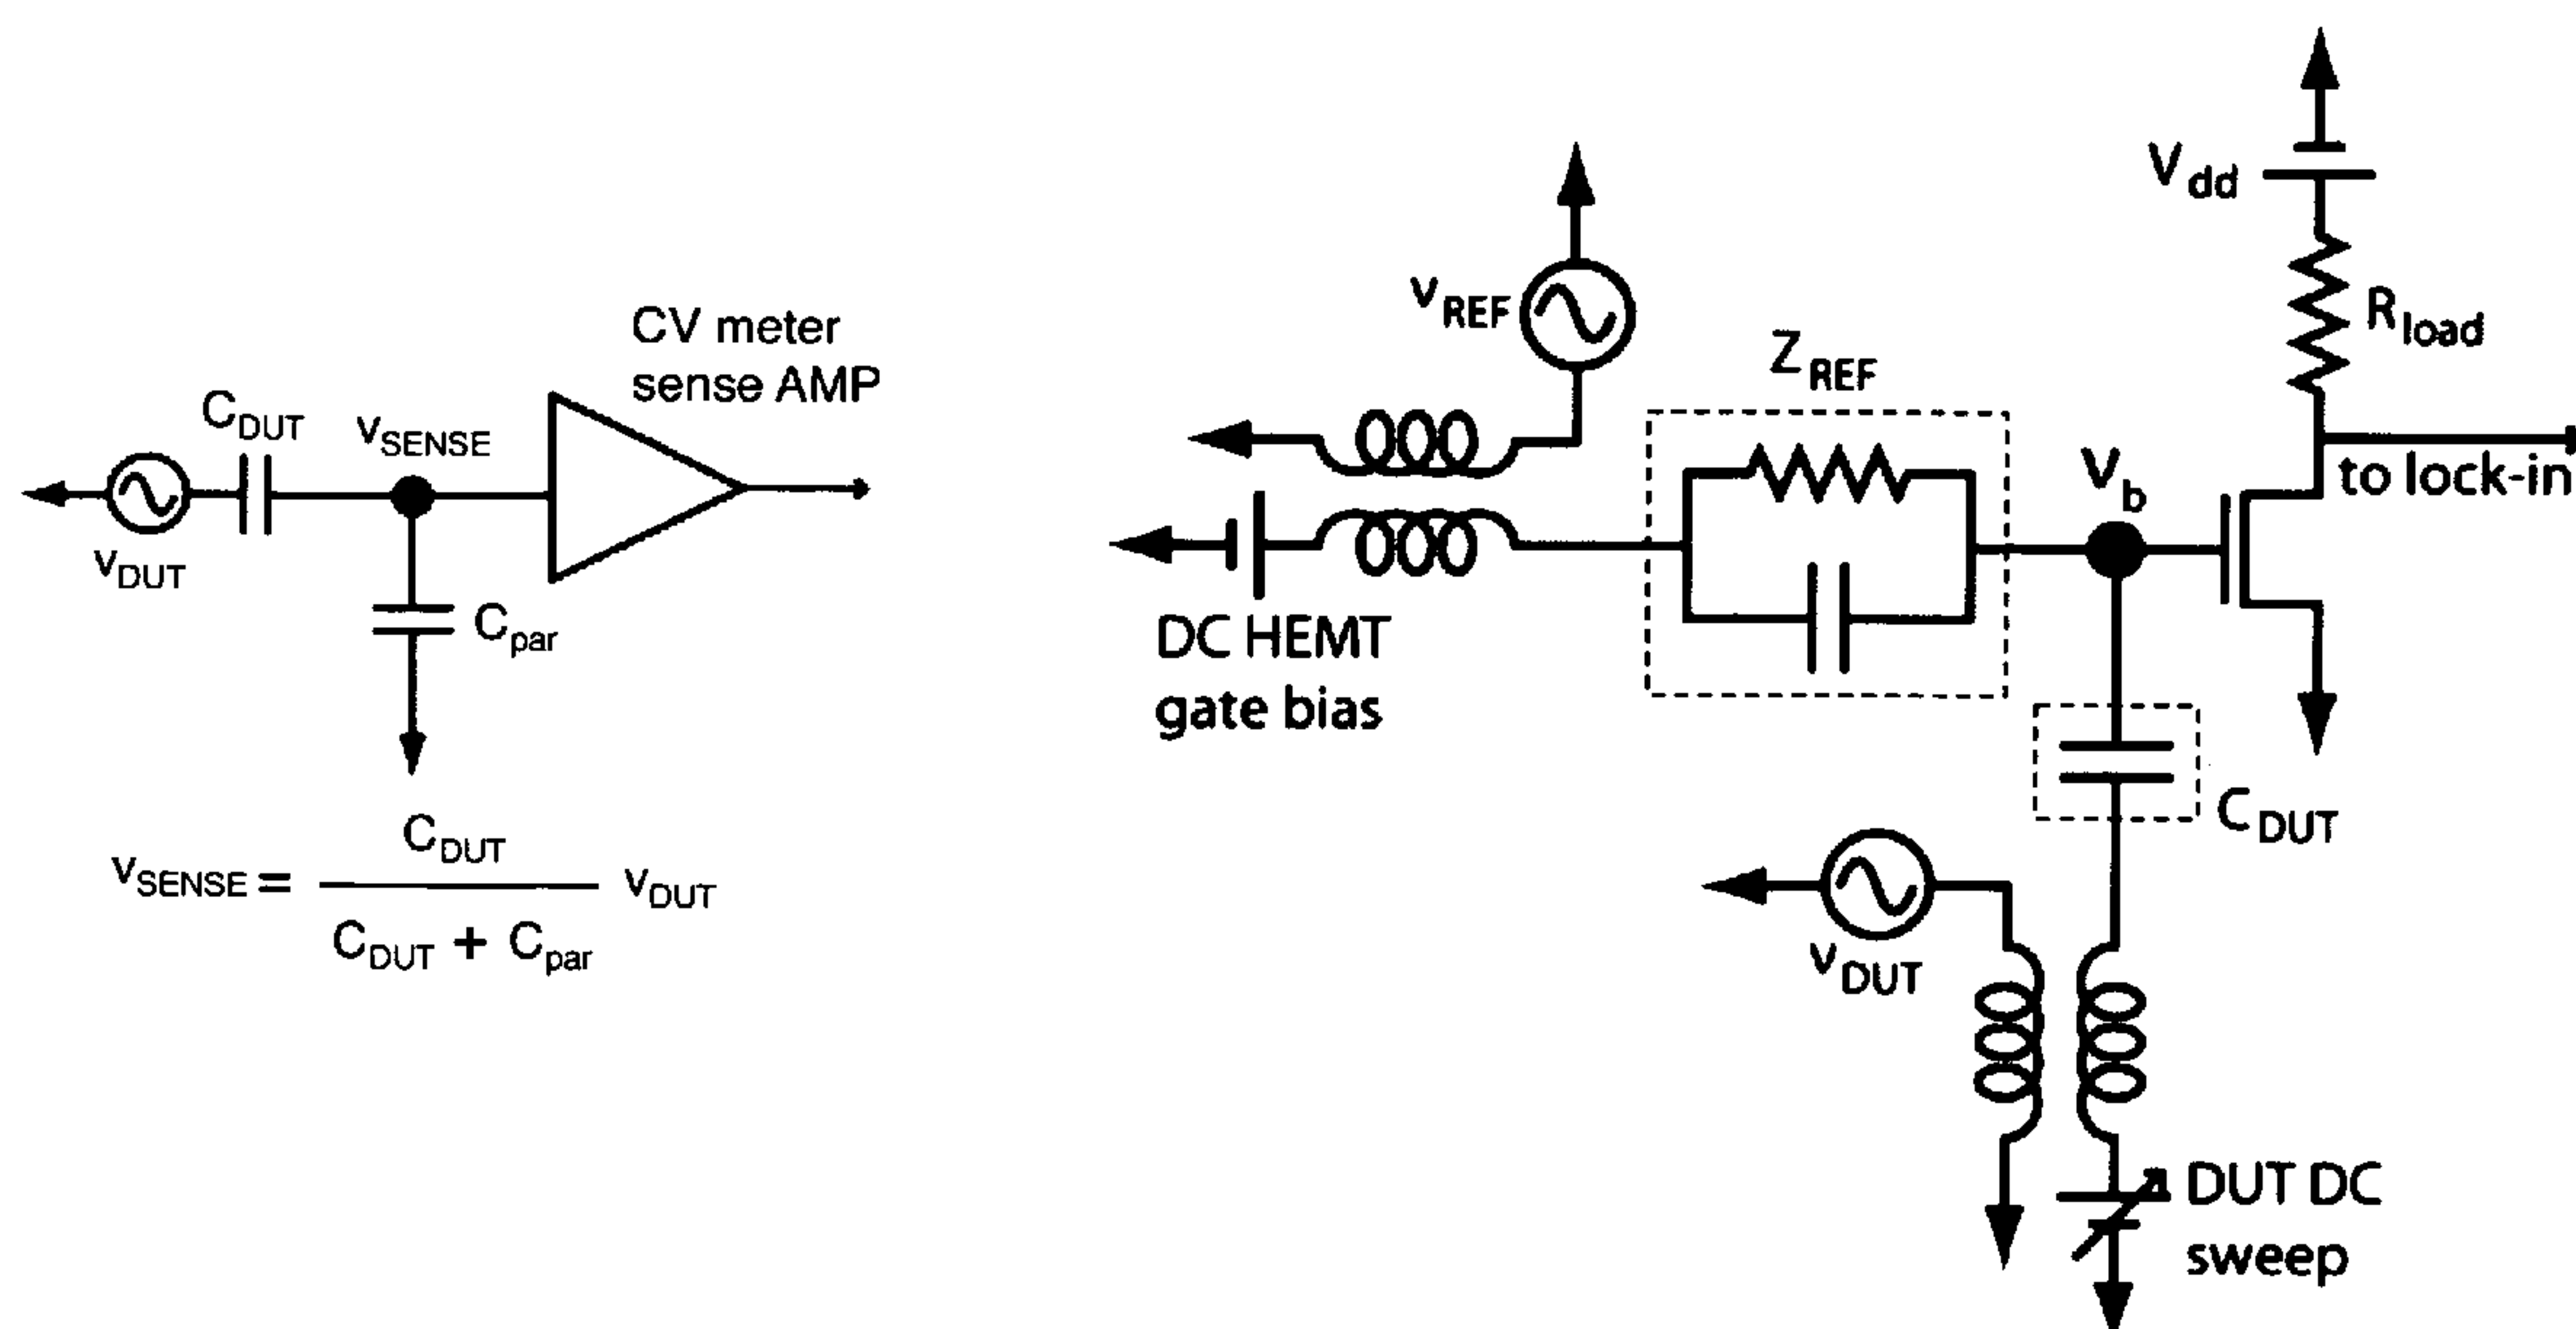 CV meter
sense AMP
C_DUT
v_SENSE
v_DUT
C_par
v_SENSE = C_DUT / (C_DUT + C_par) v_DUT
V_dd
R_load
v_REF
Z_REF
V_b
to lock-in
DC HEMT
gate bias
C_DUT
v_DUT
DUT DC
sweep